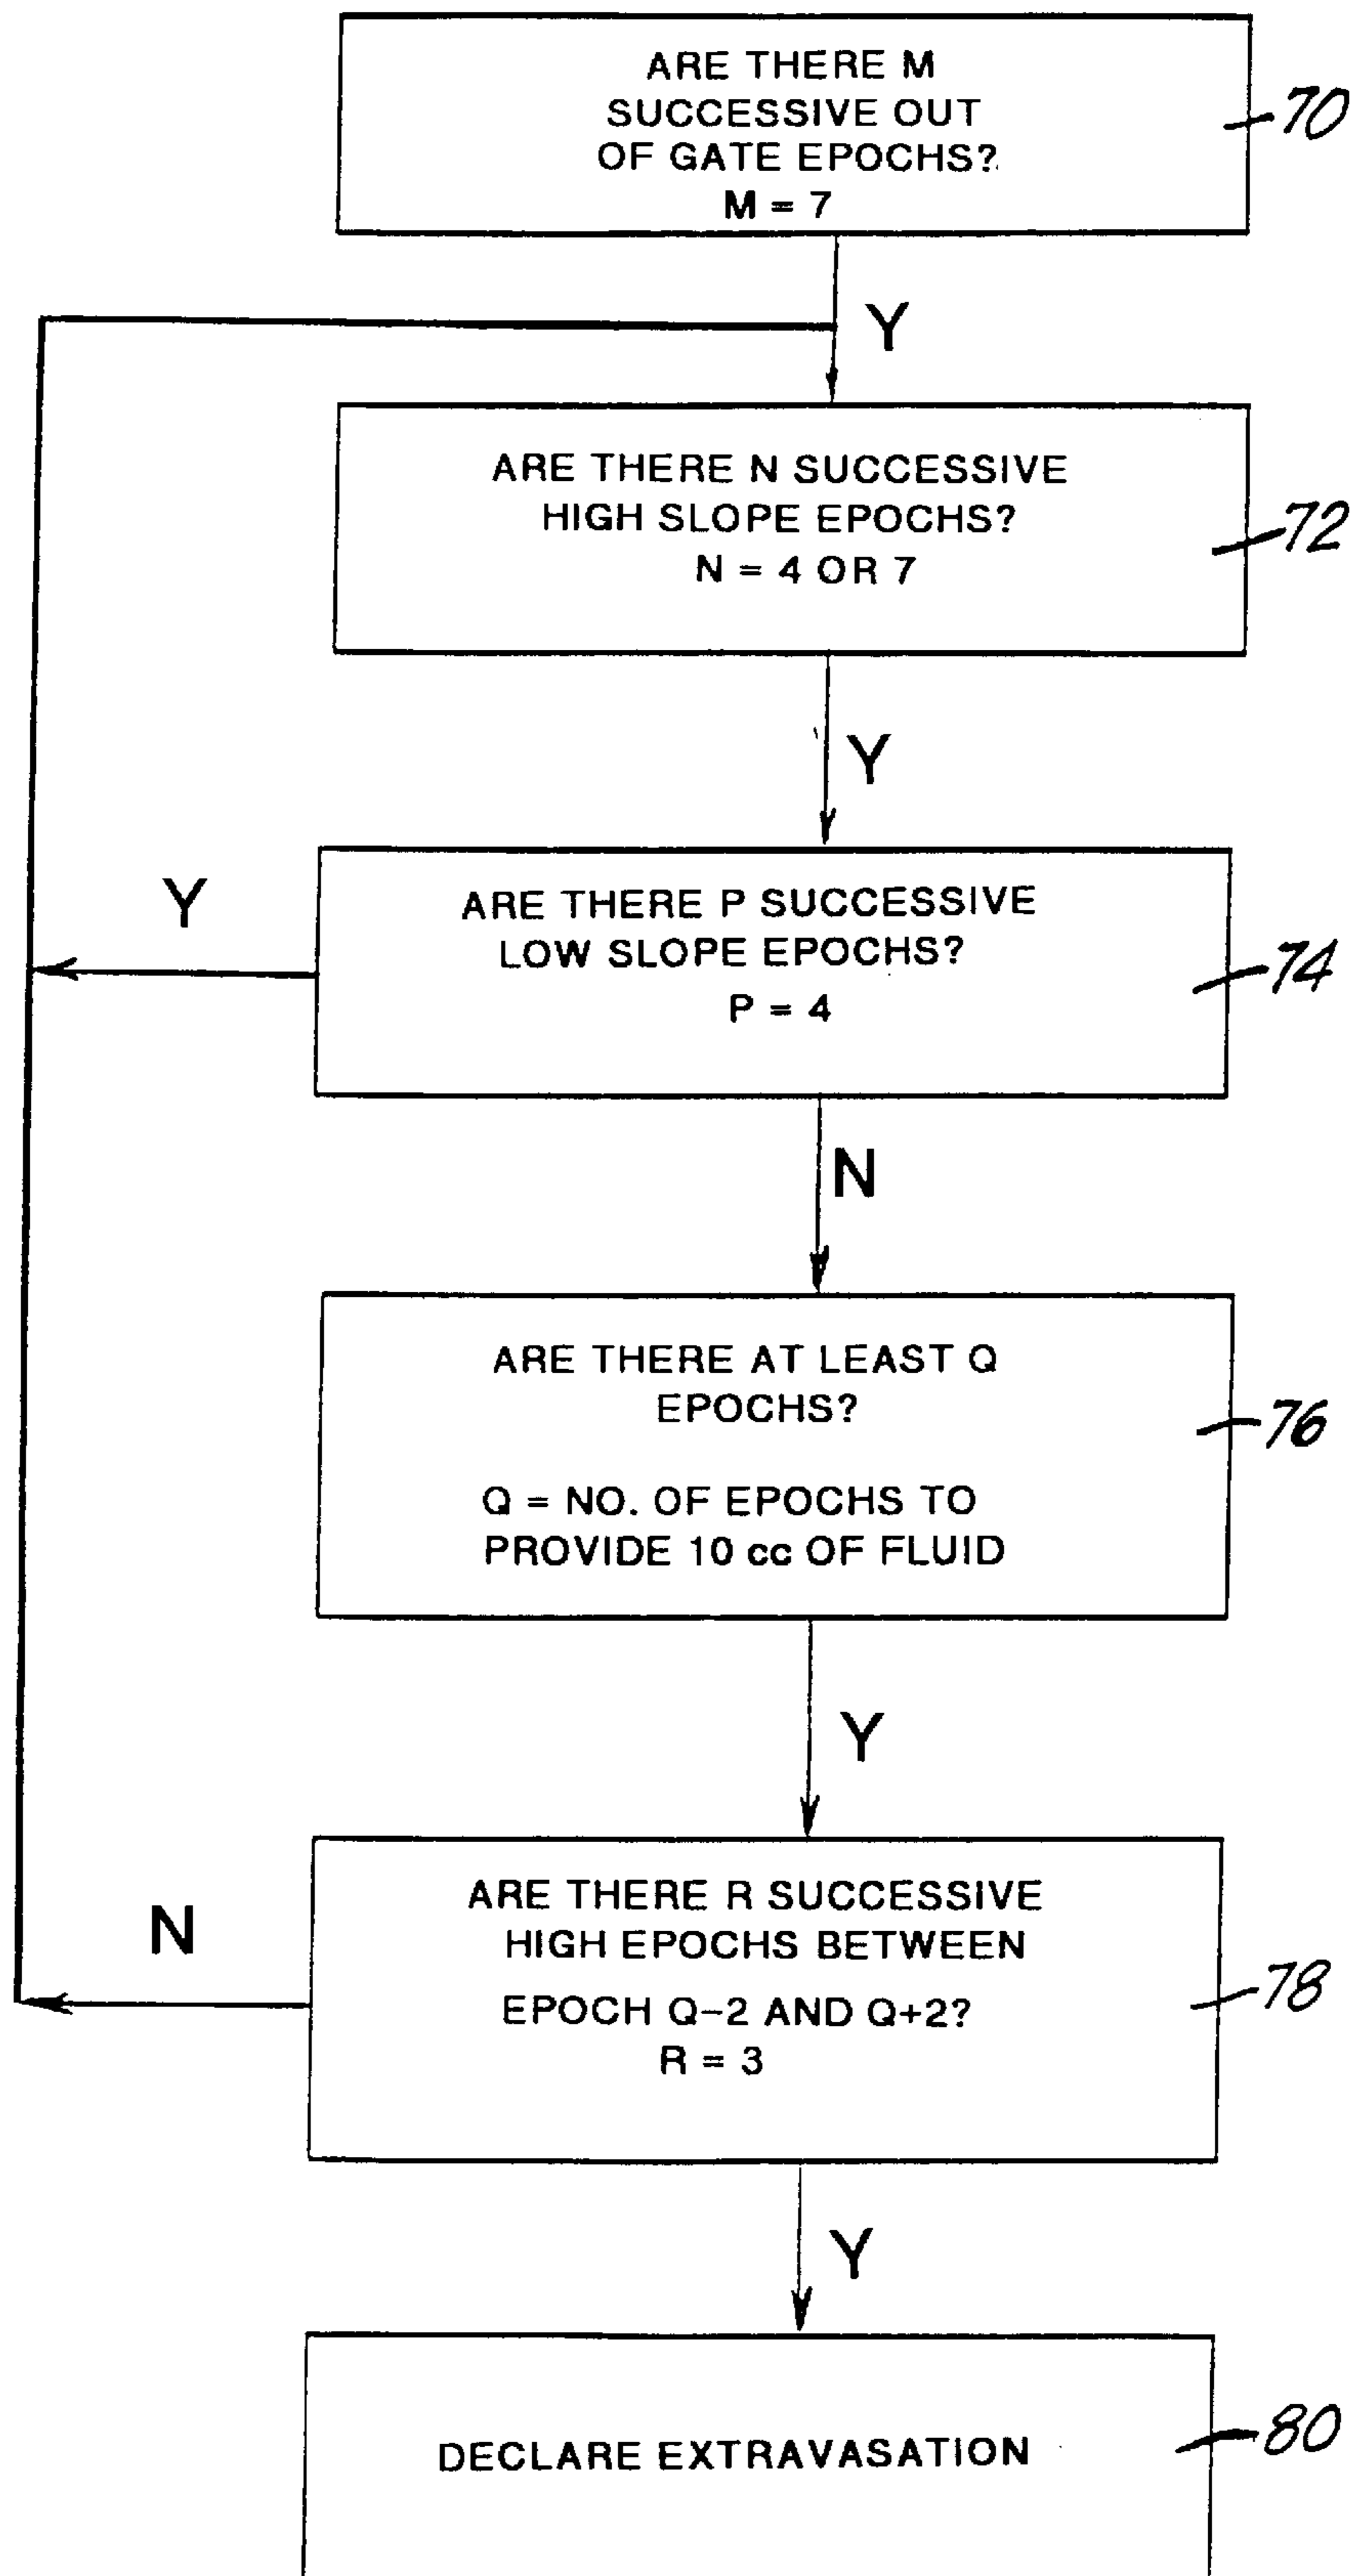 ARE THERE M
SUCCESSIVE OUT
OF GATE EPOCHS?
M = 7
70
Y
ARE THERE N SUCCESSIVE
HIGH SLOPE EPOCHS?
N = 4 OR 7
72
Y
ARE THERE P SUCCESSIVE
LOW SLOPE EPOCHS?
P = 4
74
Y
N
ARE THERE AT LEAST Q
EPOCHS?
Q = NO. OF EPOCHS TO
PROVIDE 10 cc OF FLUID
76
Y
ARE THERE R SUCCESSIVE
HIGH EPOCHS BETWEEN
EPOCH Q-2 AND Q+2?
R = 3
78
N
Y
DECLARE EXTRAVASATION
80